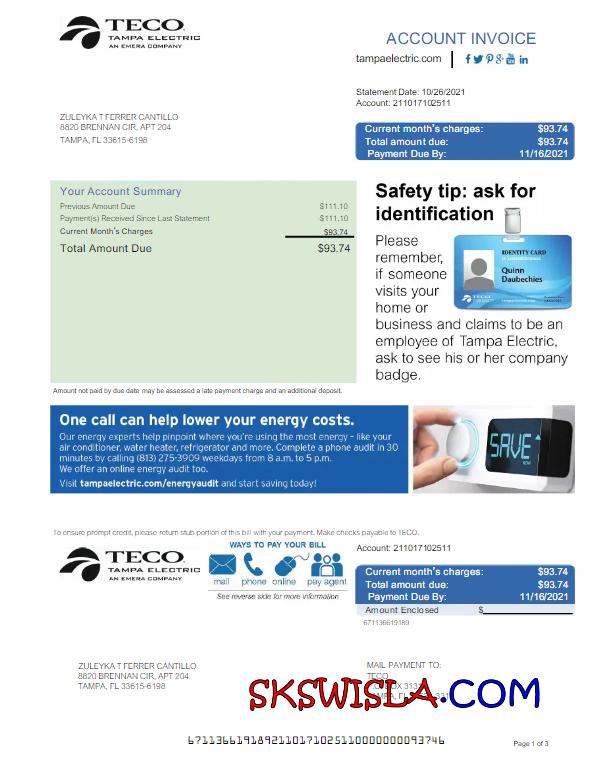 TECO.
TAMPA ELECTRIC
AN EMERA COMPANY
ACCOUNT INVOICE
tampaelectric.com
Statement Date: 10/26/2021
Account: 211017102511
ZULEYKA T FERRER CANTILLO
8820 BRENNAN CIR, APT 204
TAMPA, FL 33615-6198
Current month's charges: $93.74
Total amount due: $93.74
Payment Due By: 11/16/2021
Your Account Summary
Previous Amount Due $111.10
Payment(s) Received Since Last Statement -$111.10
Current Month's Charges $93.74
Total Amount Due $93.74
Safety tip: ask for
identification
Please
remember,
if someone
visits your
home or
business and claims to be an
employee of Tampa Electric,
ask to see his or her company
badge.
IDENTITY CARD
Quinn
Daubechies
TECO
Amount not paid by due date may be assessed a late payment charge and an additional deposit.
One call can help lower your energy costs.
Our energy experts help pinpoint where you're using the most energy – like your
air conditioner, water heater, refrigerator and more. Complete a phone audit in 30
minutes by calling (813) 275-3909 weekdays from 8 a.m. to 5 p.m.
We offer an online energy audit too.
Visit tampaelectric.com/energyaudit and start saving today!
SAVE
NOW
To ensure prompt credit, please return stub portion of this bill with your payment. Make checks payable to TECO.
TECO.
TAMPA ELECTRIC
AN EMERA COMPANY
WAYS TO PAY YOUR BILL
mail phone online pay agent
See reverse side for more information
Account: 211017102511
Current month's charges: $93.74
Total amount due: $93.74
Payment Due By: 11/16/2021
Amount Enclosed $
671136619189
ZULEYKA T FERRER CANTILLO
8820 BRENNAN CIR, APT 204
TAMPA, FL 33615-6198
MAIL PAYMENT TO:
TECO
SKSWISLA.COM
6711366191892110171025110000000093746
Page 1 of 3